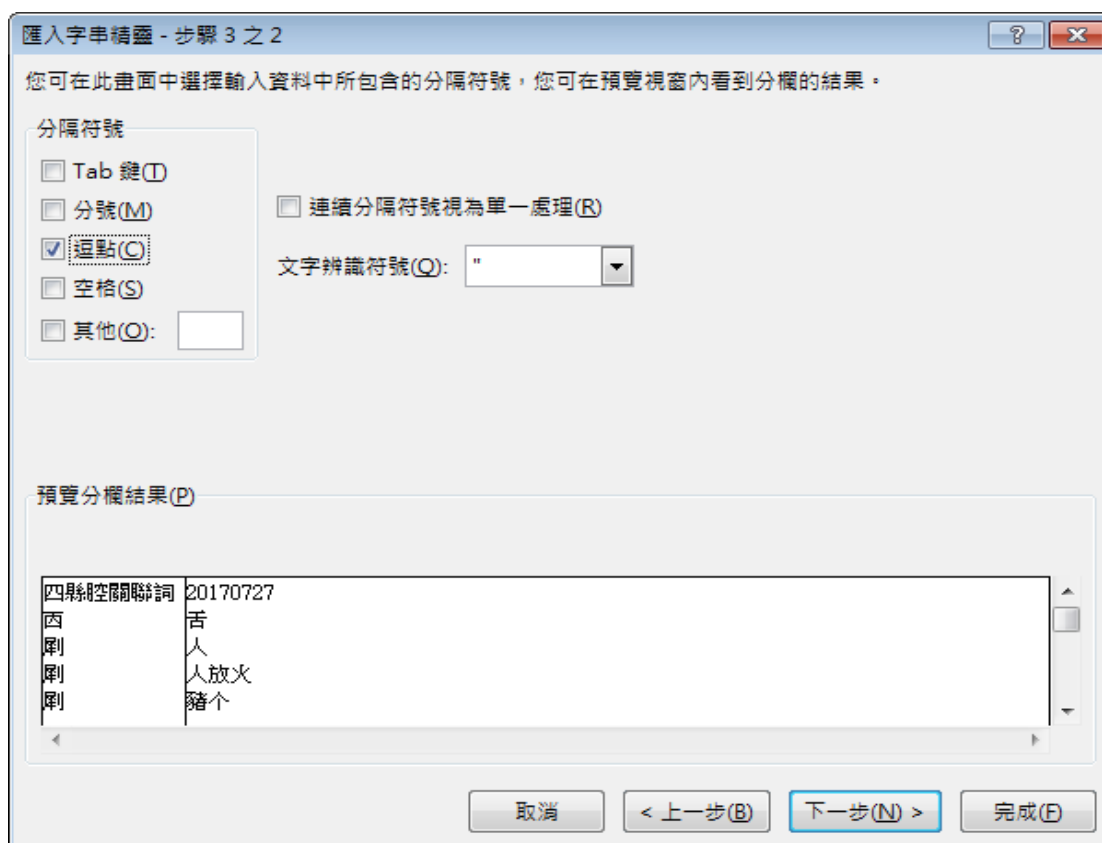 匯入字串精靈 - 步驟 3 之 2
您可在此畫面中選擇輸入資料中所包含的分隔符號，您可在預覽視窗內看到分欄的結果。
分隔符號
Tab 鍵(T)
分號(M)
連續分隔符號視為單一處理(R)
逗點(C)
文字辨識符號(Q): "
空格(S)
其他(O):
預覽分欄結果(P)
四縣腔關聯詞 20170727
㐁 舌
㓾 人
㓾 人放火
㓾 豬个
取消 < 上一步(B) 下一步(N) > 完成(F)